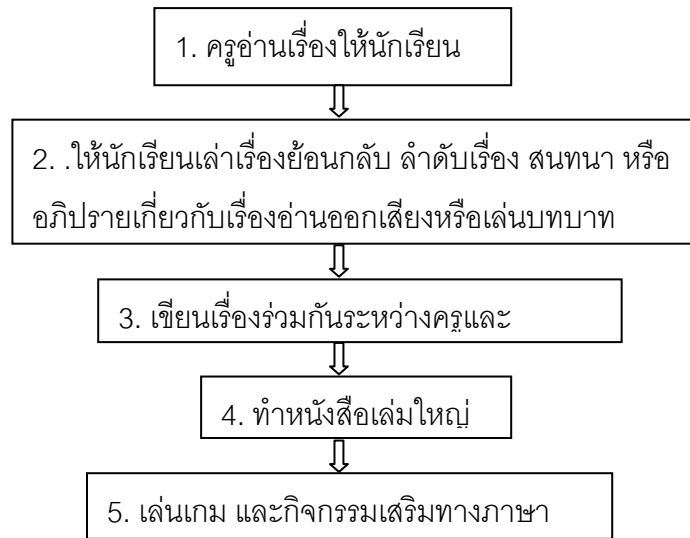 1. ครูอ่านเรื่องให้นักเรียน
2. .ให้นักเรียนเล่าเรื่องย้อนกลับ ลำดับเรื่อง สนทนา หรือ
อภิปรายเกี่ยวกับเรื่องอ่านออกเสียงหรือเล่นบทบาท
3. เขียนเรื่องร่วมกันระหว่างครูและ
4. ทำหนังสือเล่มใหญ่
5. เล่นเกม และกิจกรรมเสริมทางภาษา